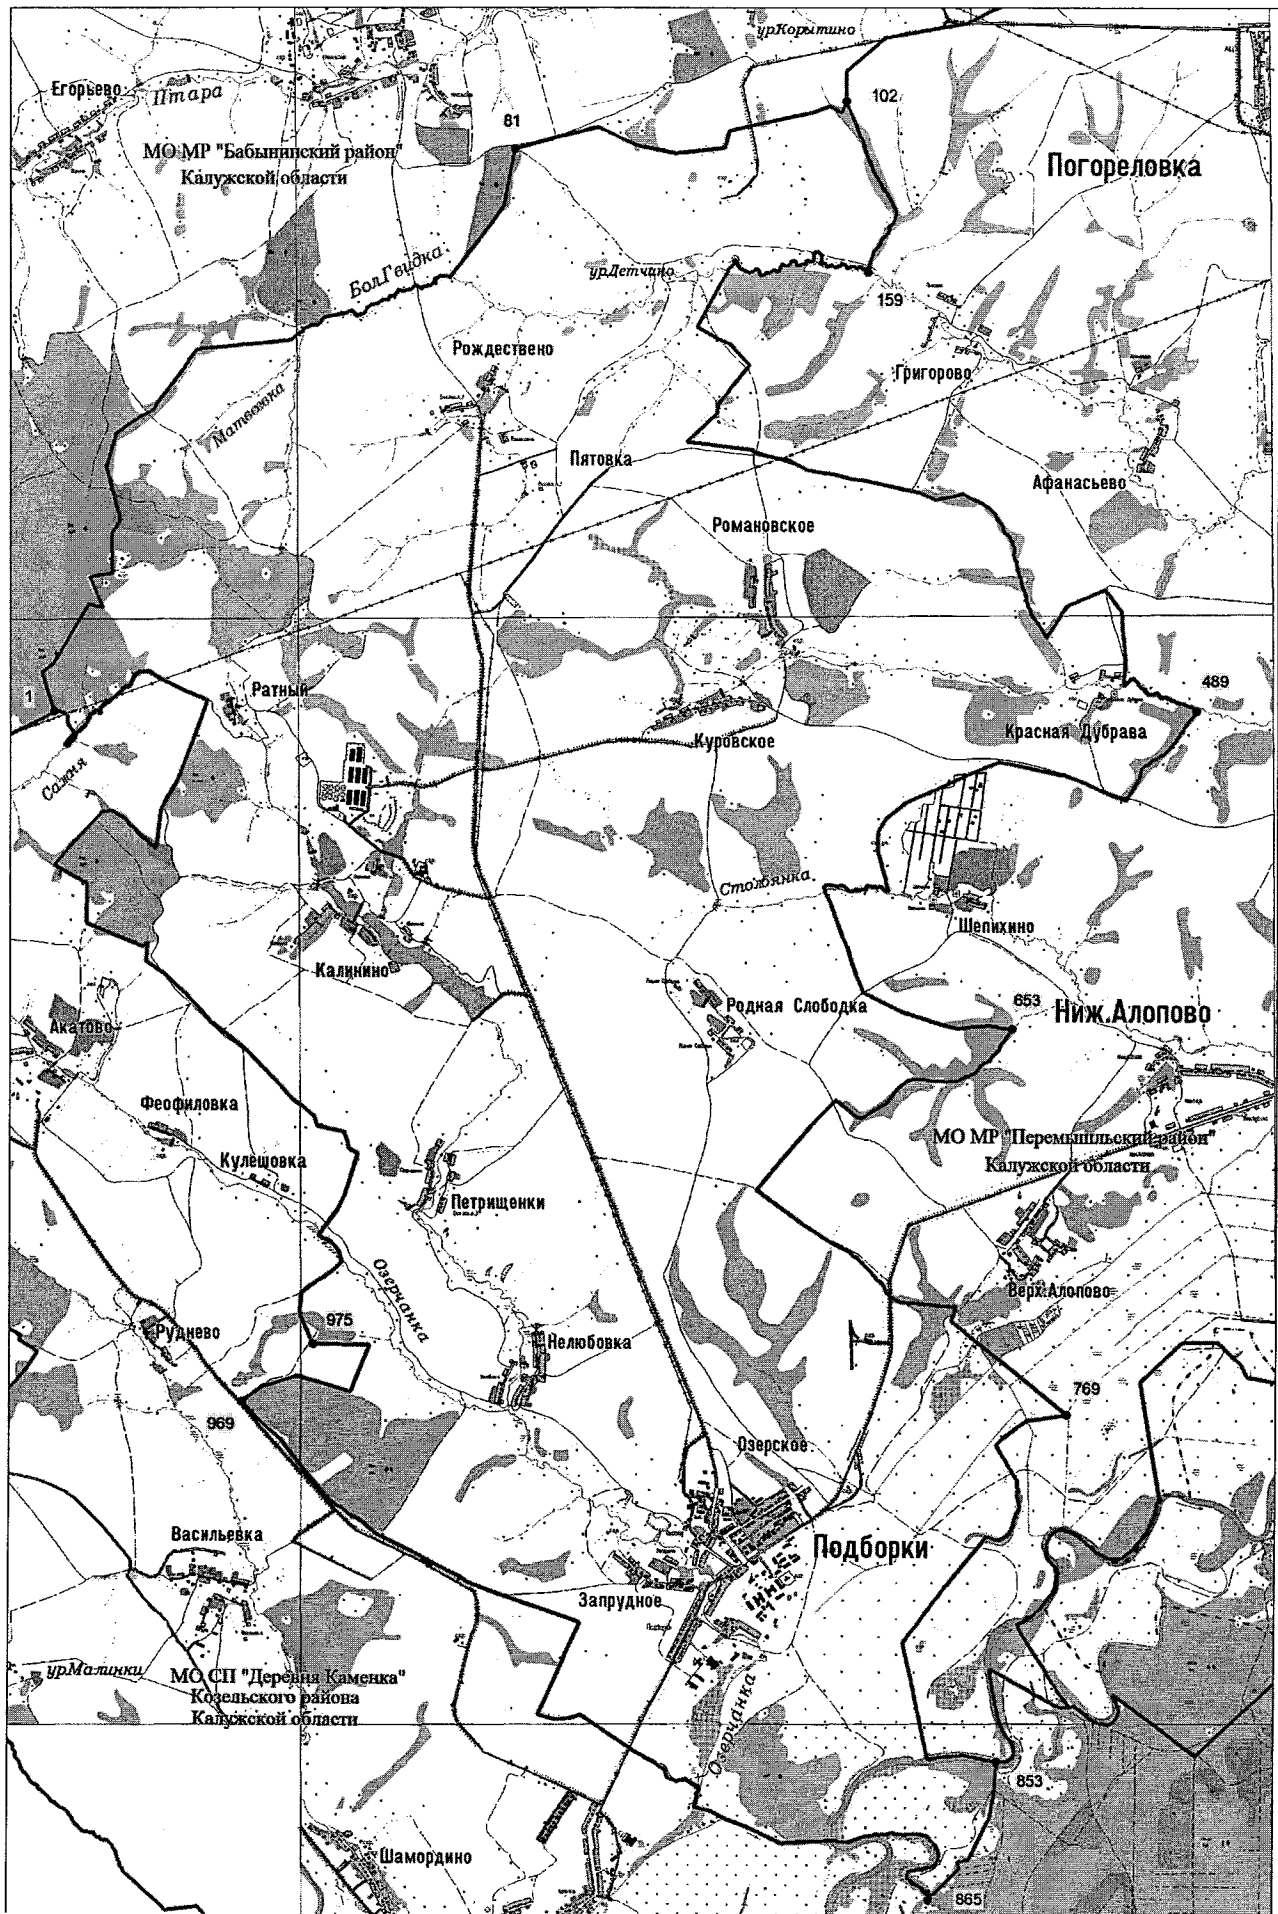 урКорытино
Егорьево
Птара
81
102
МО МР "Бабынинский район"
Калужской области
Погореловка
Бол.Гвидка
ур.Детчино
159
Рождествено
Григорово
Матвеевка
Пятовка
Афанасьево
Романовское
1
Ратный
489
Красная Дубрава
Куровское
Сажня
Столбянка
Шепихино
Калинино
Родная Слободка
653
Ниж.Алопово
Акатово
Феофиловка
МО МР "Перемышльский район"
Калужской области
Кулешовка
Петрищенки
Озерчанка
Верх.Алопово
975
Руднево
Нелюбовка
769
969
Озерское
Васильевка
Подборки
Запрудное
урМалинки
МО СП "Деревня Каменка"
Козельского района
Калужской области
Озерчанка
853
Шамордино
865